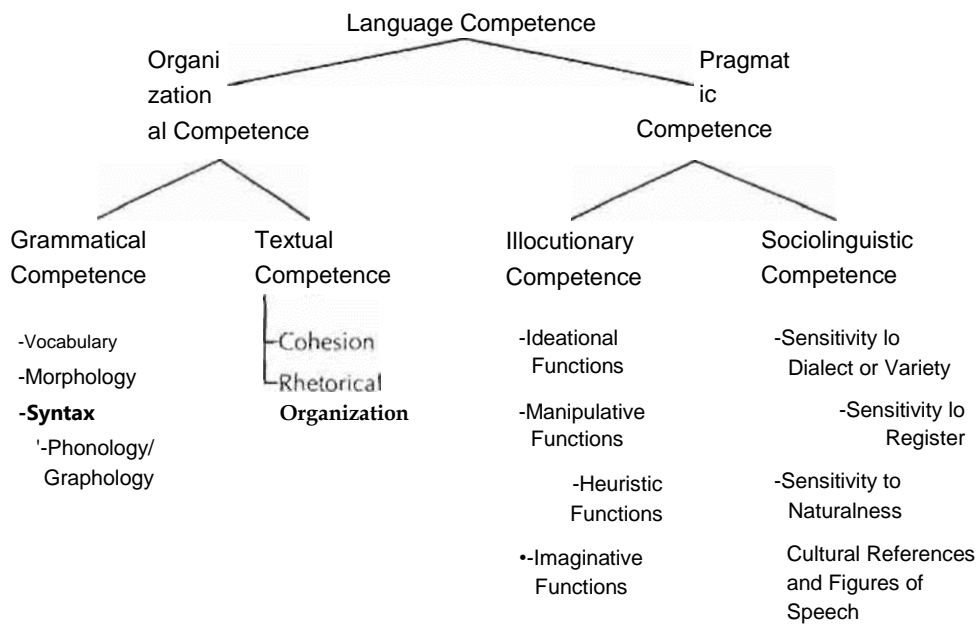 Language Competence
Organi
zation
al Competence
Pragmat
ic
Competence
Grammatical
Competence
Textual
Competence
Illocutionary
Competence
Sociolinguistic
Competence
-Vocabulary
-Morphology
-Syntax
'-Phonology/
Graphology
-Cohesion
-Rhetorical
Organization
-Ideational
Functions
-Manipulative
Functions
-Heuristic
Functions
•-Imaginative
Functions
-Sensitivity lo
Dialect or Variety
-Sensitivity lo
Register
-Sensitivity to
Naturalness
Cultural References
and Figures of
Speech